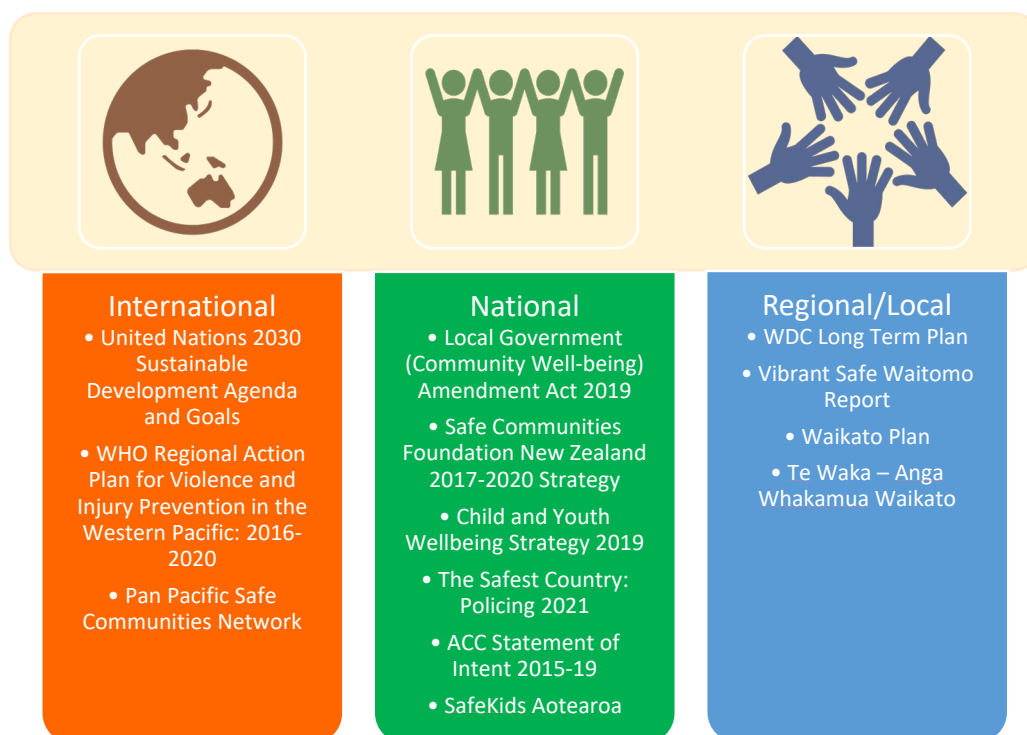 International
• United Nations 2030
Sustainable
Development Agenda
and Goals
• WHO Regional Action
Plan for Violence and
Injury Prevention in the
Western Pacific: 2016-
2020
• Pan Pacific Safe
Communities Network
National
• Local Government
(Community Well-being)
Amendment Act 2019
• Safe Communities
Foundation New Zealand
2017-2020 Strategy
• Child and Youth
Wellbeing Strategy 2019
• The Safest Country:
Policing 2021
• ACC Statement of
Intent 2015-19
• SafeKids Aotearoa
Regional/Local
• WDC Long Term Plan
• Vibrant Safe Waitomo
Report
• Waikato Plan
• Te Waka – Anga
Whakamua Waikato